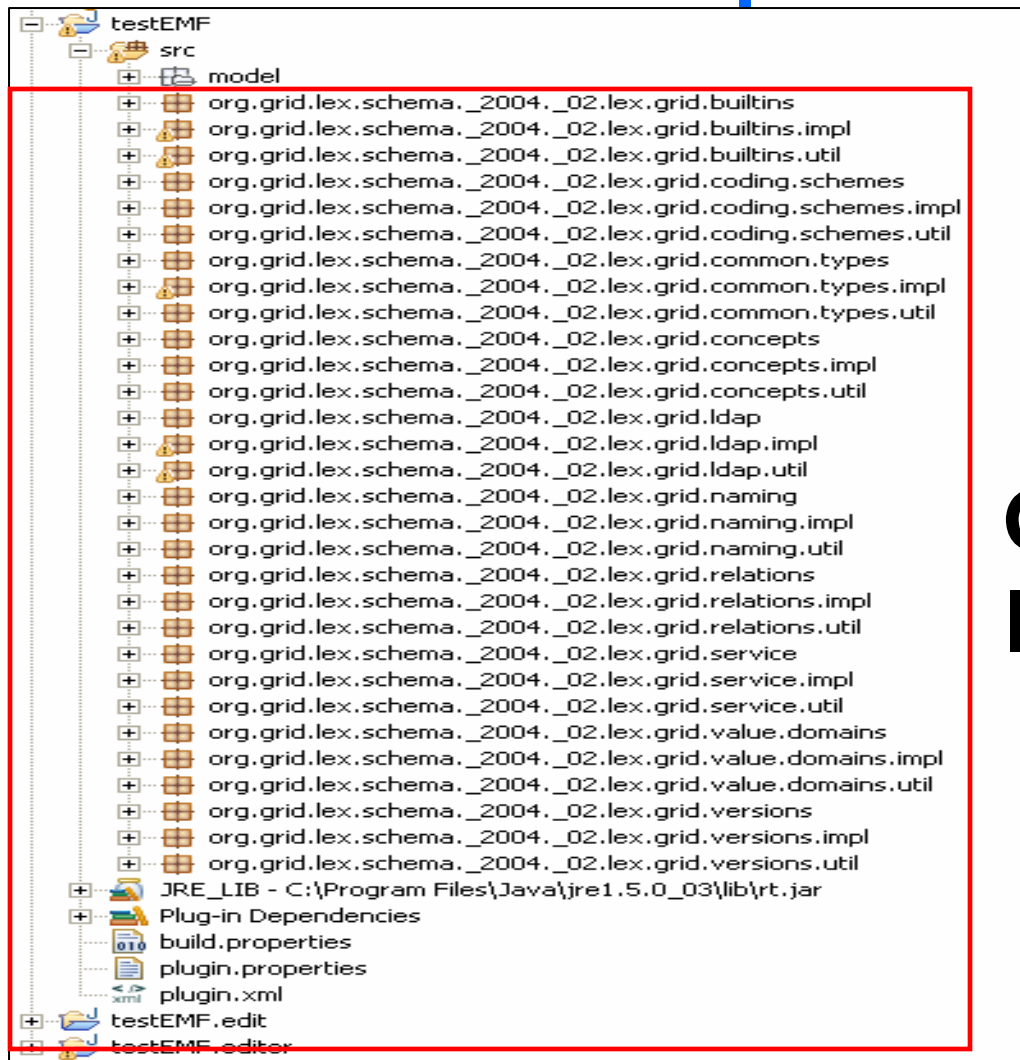 testEMF
src
model
org.grid.lex.schema._2004._02.lex.grid.builtins
org.grid.lex.schema._2004._02.lex.grid.builtins.impl
org.grid.lex.schema._2004._02.lex.grid.builtins.util
org.grid.lex.schema._2004._02.lex.grid.coding.schemes
org.grid.lex.schema._2004._02.lex.grid.coding.schemes.impl
org.grid.lex.schema._2004._02.lex.grid.coding.schemes.util
org.grid.lex.schema._2004._02.lex.grid.common.types
org.grid.lex.schema._2004._02.lex.grid.common.types.impl
org.grid.lex.schema._2004._02.lex.grid.common.types.util
org.grid.lex.schema._2004._02.lex.grid.concepts
org.grid.lex.schema._2004._02.lex.grid.concepts.impl
org.grid.lex.schema._2004._02.lex.grid.concepts.util
org.grid.lex.schema._2004._02.lex.grid.ldap
org.grid.lex.schema._2004._02.lex.grid.ldap.impl
org.grid.lex.schema._2004._02.lex.grid.ldap.util
org.grid.lex.schema._2004._02.lex.grid.naming
org.grid.lex.schema._2004._02.lex.grid.naming.impl
org.grid.lex.schema._2004._02.lex.grid.naming.util
org.grid.lex.schema._2004._02.lex.grid.relations
org.grid.lex.schema._2004._02.lex.grid.relations.impl
org.grid.lex.schema._2004._02.lex.grid.relations.util
org.grid.lex.schema._2004._02.lex.grid.service
org.grid.lex.schema._2004._02.lex.grid.service.impl
org.grid.lex.schema._2004._02.lex.grid.service.util
org.grid.lex.schema._2004._02.lex.grid.value.domains
org.grid.lex.schema._2004._02.lex.grid.value.domains.impl
org.grid.lex.schema._2004._02.lex.grid.value.domains.util
org.grid.lex.schema._2004._02.lex.grid.versions
org.grid.lex.schema._2004._02.lex.grid.versions.impl
org.grid.lex.schema._2004._02.lex.grid.versions.util
JRE_LIB - C:\Program Files\Java\jre1.5.0_03\lib\rt.jar
Plug-in Dependencies
build.properties
plugin.properties
plugin.xml
testEMF.edit
testEMF.editor